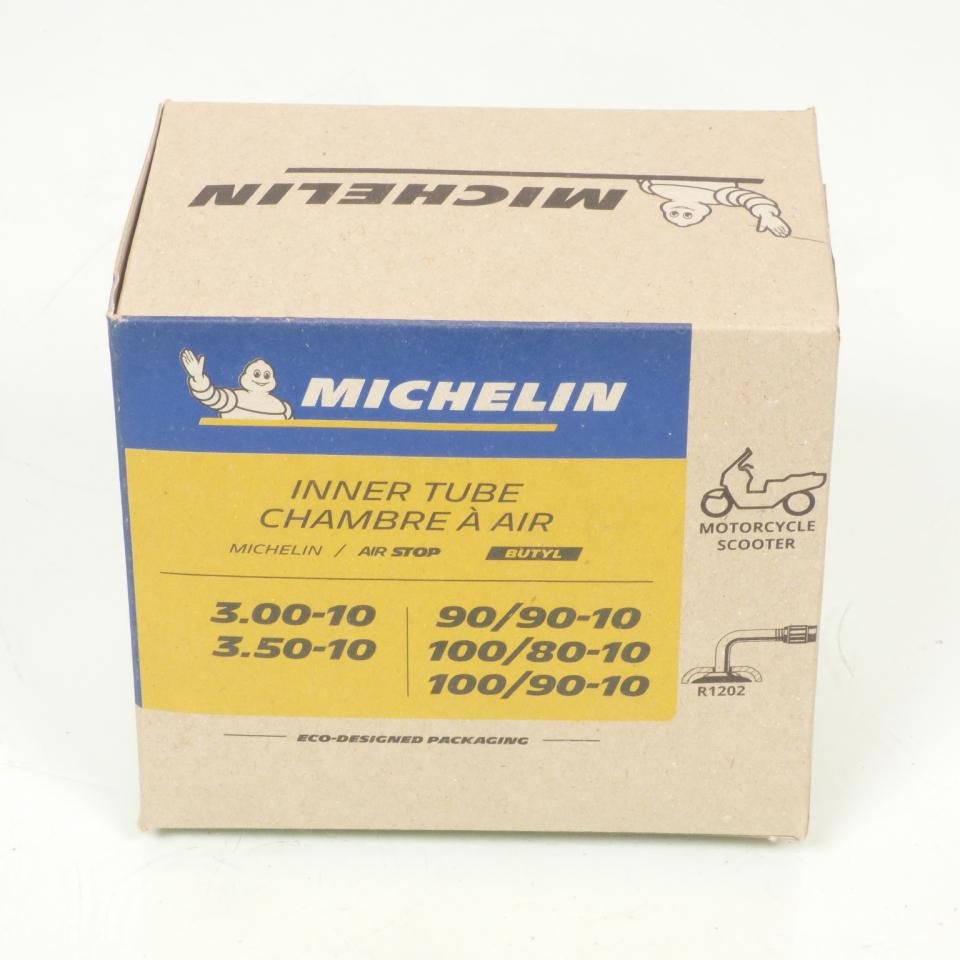 MICHELIN
MICHELIN
INNER TUBE
CHAMBRE À AIR
MICHELIN / AIR STOP BUTYL
3.00-10
3.50-10
90/90-10
100/80-10
100/90-10
MOTORCYCLE
SCOOTER
R1202
ECO-DESIGNED PACKAGING